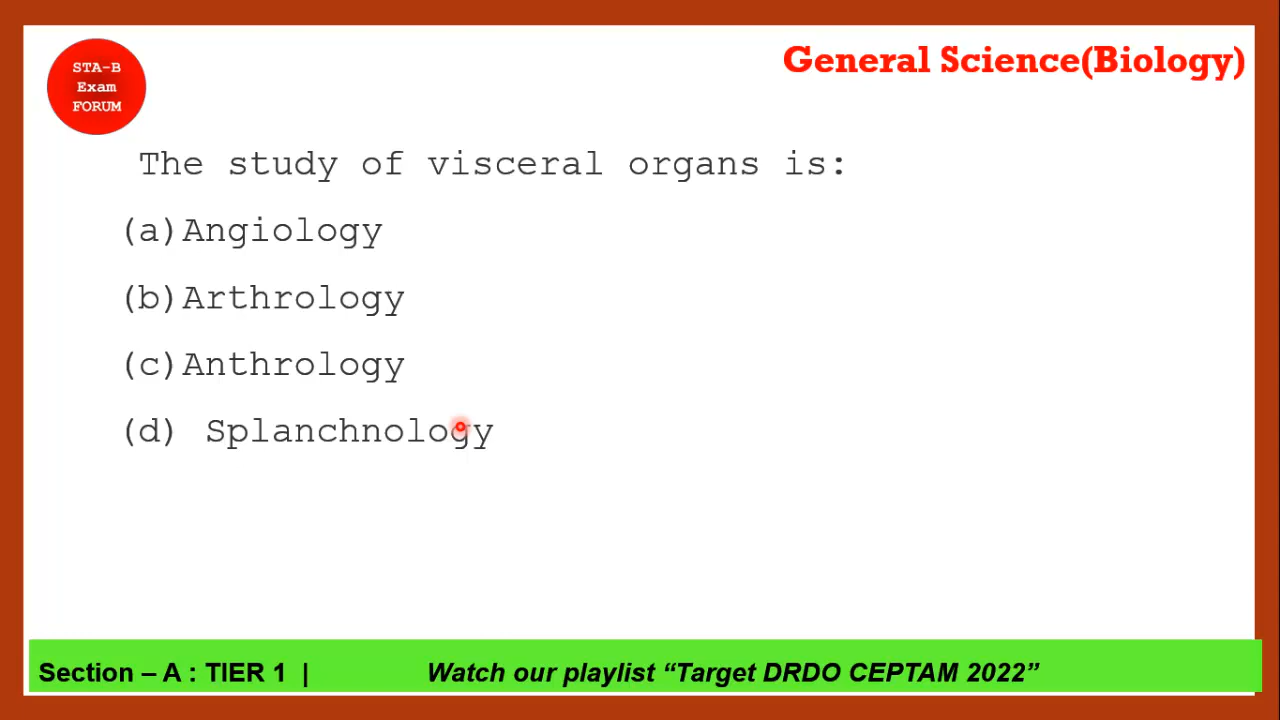 STA-B
Exam
FORUM
General Science(Biology)
The study of visceral organs is:
(a)Angiology
(b)Arthrology
(c)Anthrology
(d) Splanchnology
Section – A : TIER 1 | Watch our playlist “Target DRDO CEPTAM 2022”